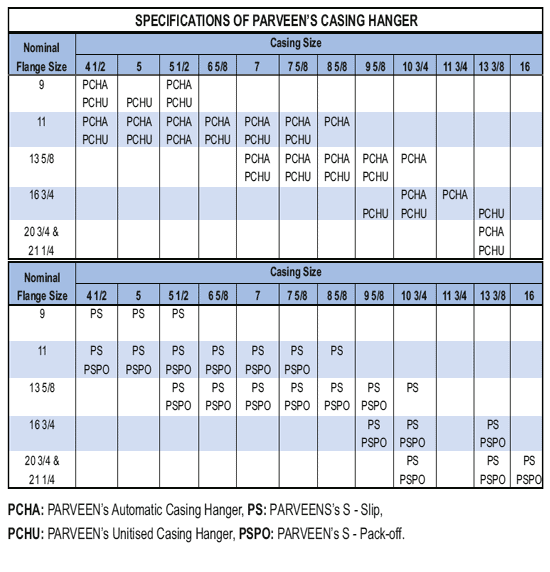 SPECIFICATIONS OF PARVEEN'S CASING HANGER
Nominal Flange Size Casing Size
4 1/2 5 5 1/2 6 5/8 7 7 5/8 8 5/8 9 5/8 10 3/4 11 3/4 13 3/8 16
9 PCHA PCHA
PCHU PCHU PCHU
11 PCHA PCHA PCHA PCHA PCHA PCHA PCHA
PCHU PCHU PCHU PCHU PCHU PCHU
13 5/8 PCHA PCHA PCHA PCHA PCHA
PCHU PCHU PCHU PCHU
16 3/4 PCHA PCHA
PCHU PCHU PCHU
20 3/4 & PCHA
21 1/4 PCHU
Nominal Flange Size Casing Size
4 1/2 5 5 1/2 6 5/8 7 7 5/8 8 5/8 9 5/8 10 3/4 11 3/4 13 3/8 16
9 PS PS PS
11 PS PS PS PS PS PS PS
PSPO PSPO PSPO PSPO PSPO PSPO
13 5/8 PS PS PS PS PS PS PS
PSPO PSPO PSPO PSPO PSPO PSPO
16 3/4 PS PS PS
PSPO PSPO PSPO
20 3/4 & PS PS PS
21 1/4 PSPO PSPO PSPO
PCHA: PARVEEN's Automatic Casing Hanger, PS: PARVEENS's S - Slip,
PCHU: PARVEEN's Unitised Casing Hanger, PSPO: PARVEEN's S - Pack-off.